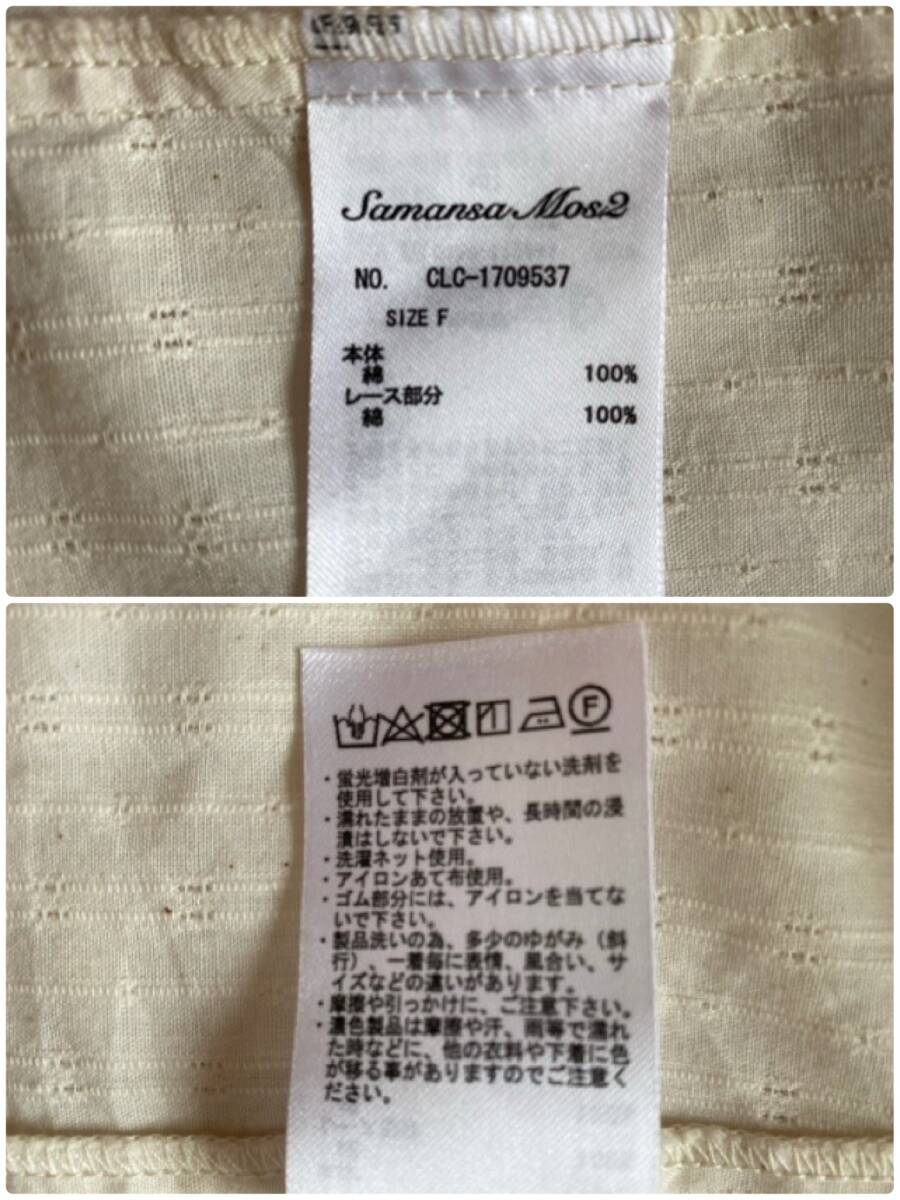 Samansa Mos2
NO. CLC-1709537
SIZE F
本体
綿 100%
レース部分
綿 100%
F
・蛍光増白剤が入っていない洗剤を
使用して下さい。
・濡れたままの放置や、長時間の浸
漬はしないで下さい。
・洗濯ネット使用。
・アイロンあて布使用。
・ゴム部分には、アイロンを当てな
いで下さい。
・製品洗いの為、多少のゆがみ（斜
行）、一着毎に表情、風合い、サ
イズなどの違いがあります。
・摩擦や引っかけに、ご注意下さい。
・濃色製品は摩擦や汗、雨等で濡れ
た時などに、他の衣料や下着に色
が移る事がありますのでご注意く
ださい。